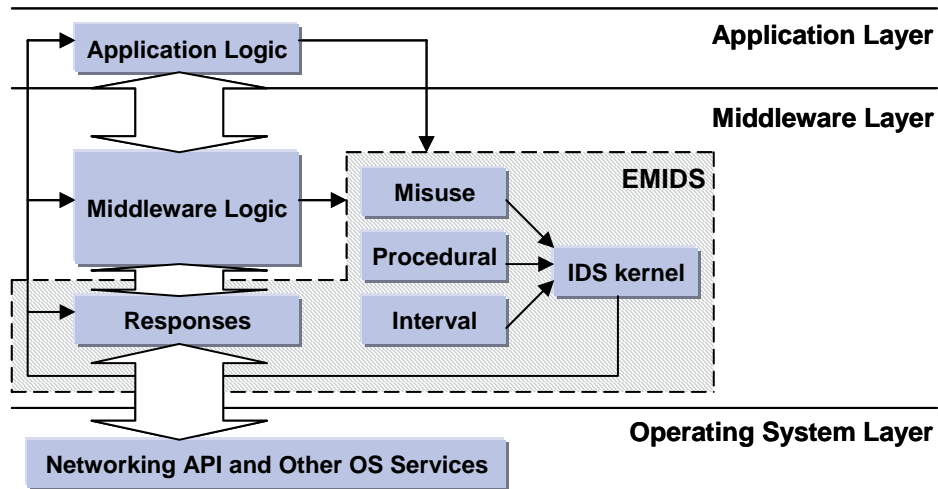 Application Layer
Application Logic
Middleware Layer
EMIDS
Misuse
Middleware Logic
Procedural
IDS kernel
Responses
Interval
Operating System Layer
Networking API and Other OS Services